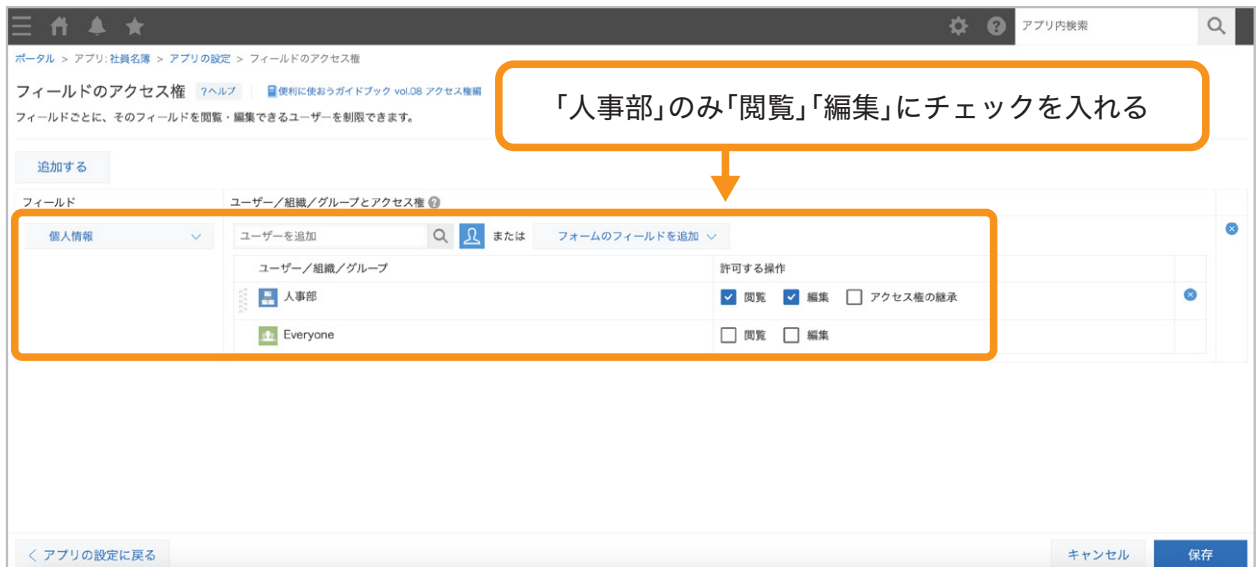 アプリ内検索
ポータル > アプリ: 社員名簿 > アプリの設定 > フィールドのアクセス権
フィールドのアクセス権 ?ヘルプ 便利に使おうガイドブック vol.08 アクセス権編
フィールドごとに、そのフィールドを閲覧・編集できるユーザーを制限できます。
「人事部」のみ「閲覧」「編集」にチェックを入れる
追加する
フィールド ユーザー／組織／グループとアクセス権
個人情報 ユーザーを追加 または フォームのフィールドを追加
ユーザー／組織／グループ 許可する操作
人事部 閲覧 編集 アクセス権の継承
Everyone 閲覧 編集
アプリの設定に戻る キャンセル 保存